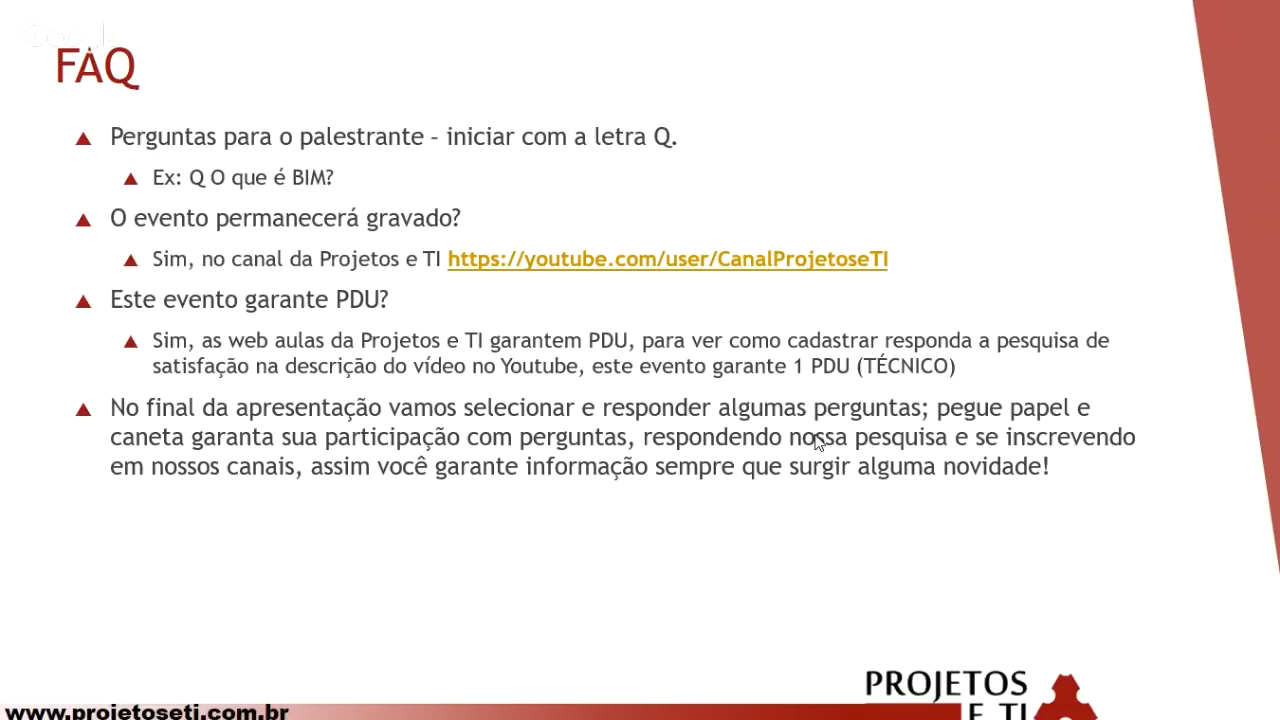 FAQ
Perguntas para o palestrante – iniciar com a letra Q.
Ex: Q O que é BIM?
O evento permanecerá gravado?
Sim, no canal da Projetos e TI https://youtube.com/user/CanalProjetoseTI
Este evento garante PDU?
Sim, as web aulas da Projetos e TI garantem PDU, para ver como cadastrar responda a pesquisa de
satisfação na descrição do vídeo no Youtube, este evento garante 1 PDU (TÉCNICO)
No final da apresentação vamos selecionar e responder algumas perguntas; pegue papel e
caneta garanta sua participação com perguntas, respondendo nossa pesquisa e se inscrevendo
em nossos canais, assim você garante informação sempre que surgir alguma novidade!
PROJETOS
E TI
www.projetoseti.com.br